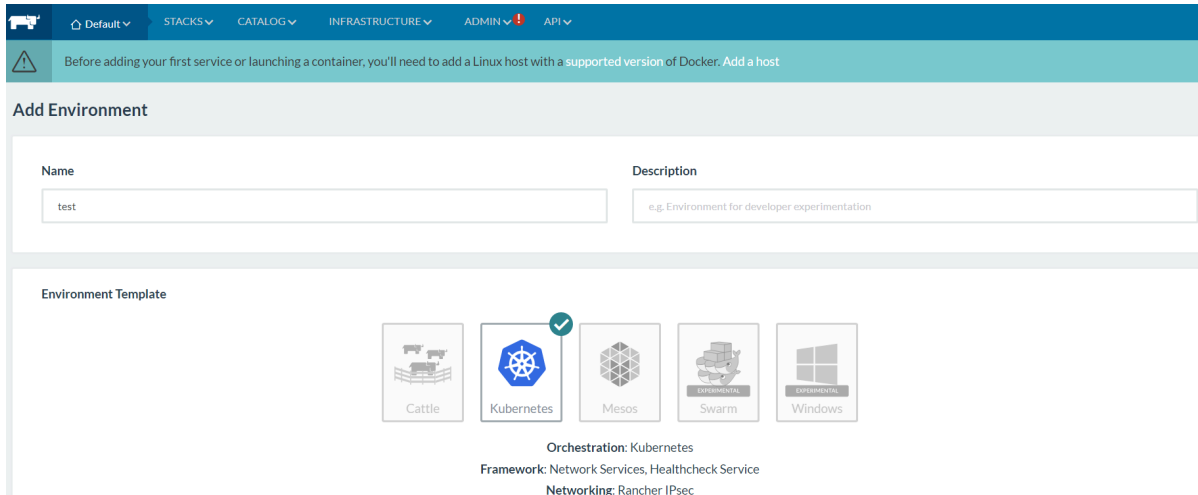 Default STACKS CATALOG INFRASTRUCTURE ADMIN ! API
Before adding your first service or launching a container, you'll need to add a Linux host with a supported version of Docker. Add a host
Add Environment
Name Description
test e.g. Environment for developer experimentation
Environment Template
EXPERIMENTAL EXPERIMENTAL
Cattle Kubernetes Mesos Swarm Windows
Orchestration: Kubernetes
Framework: Network Services, Healthcheck Service
Networking: Rancher IPsec